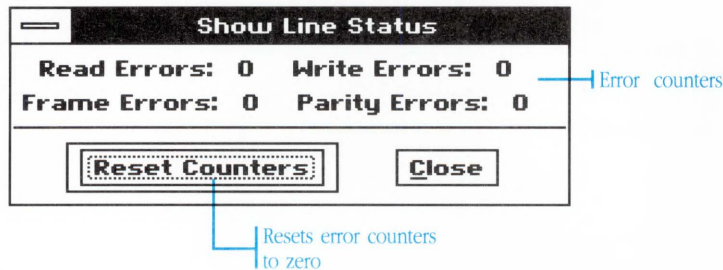 Show Line Status
Read Errors: 0 Write Errors: 0
Frame Errors: 0 Parity Errors: 0
Error counters
Reset Counters Close
Resets error counters
to zero